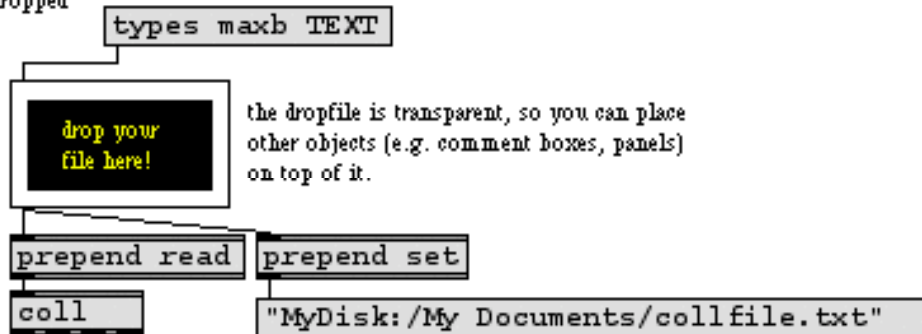 types maxb TEXT
drop your
file here!
the dropfile is transparent, so you can place
other objects (e.g. comment boxes, panels)
on top of it.
prepend read
prepend set
coll
"MyDisk:/My Documents/collfile.txt"